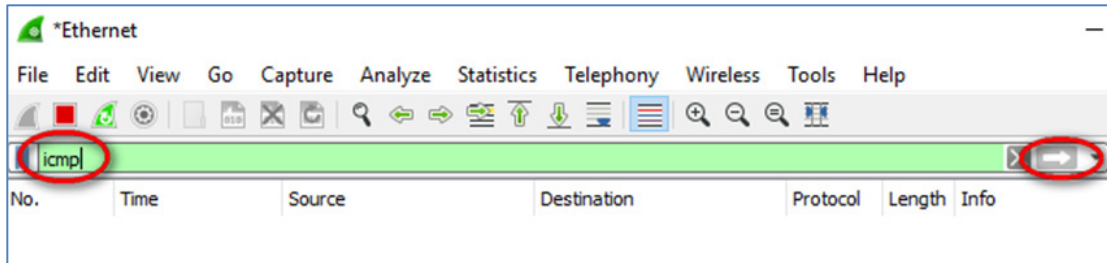 *Ethernet
File Edit View Go Capture Analyze Statistics Telephony Wireless Tools Help
icmp
No. Time Source Destination Protocol Length Info